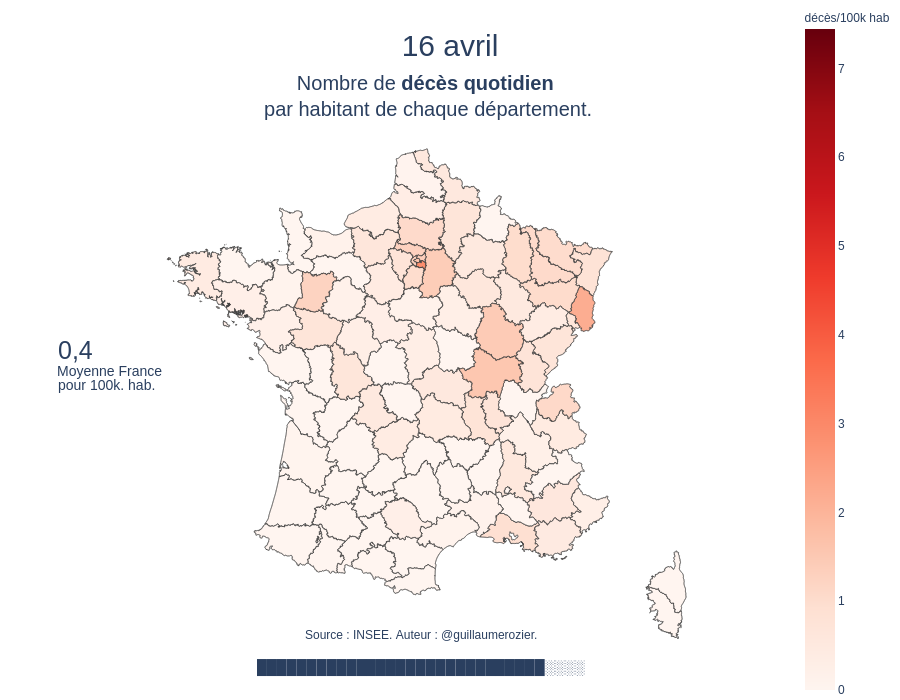 décès/100k hab
16 avril
Nombre de décès quotidien
par habitant de chaque département.
7
6
5
4
3
2
1
0
0,4
Moyenne France
pour 100k. hab.
Source : INSEE. Auteur : @guillaumerozier.